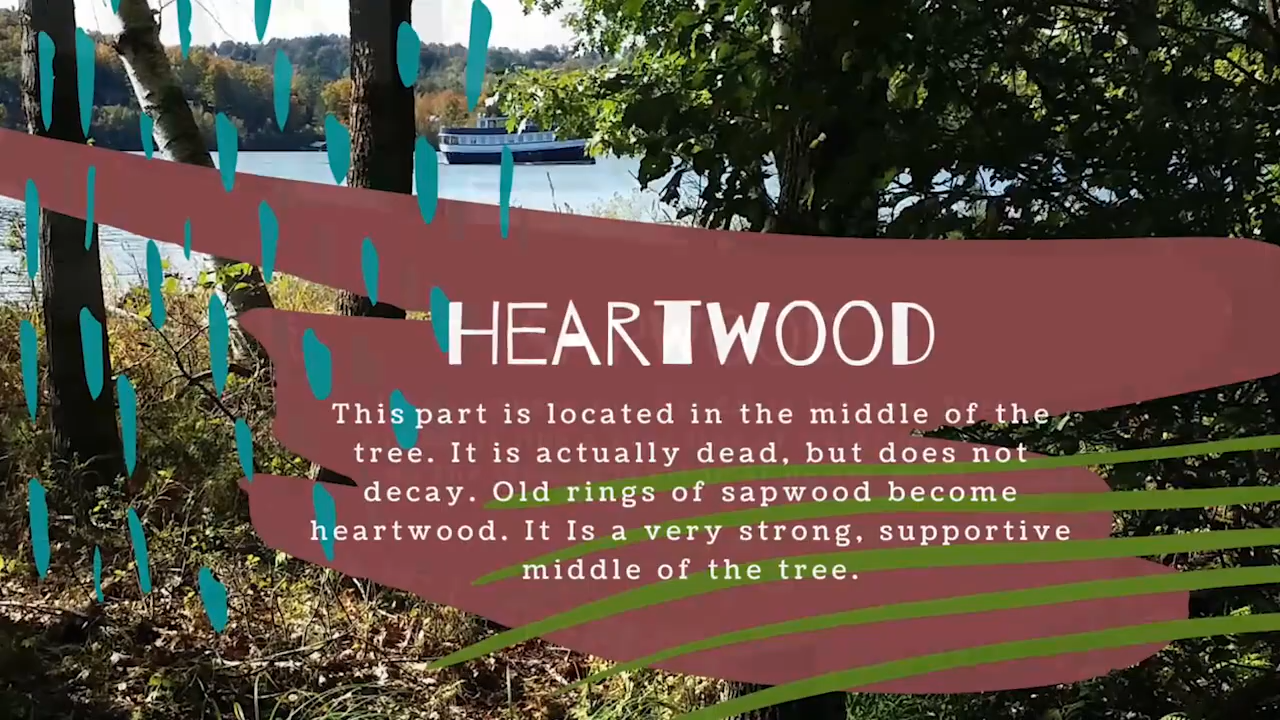 HEARTWOOD
This part is located in the middle of the
tree. It is actually dead, but does not
decay. Old rings of sapwood become
heartwood. It Is a very strong, supportive
middle of the tree.